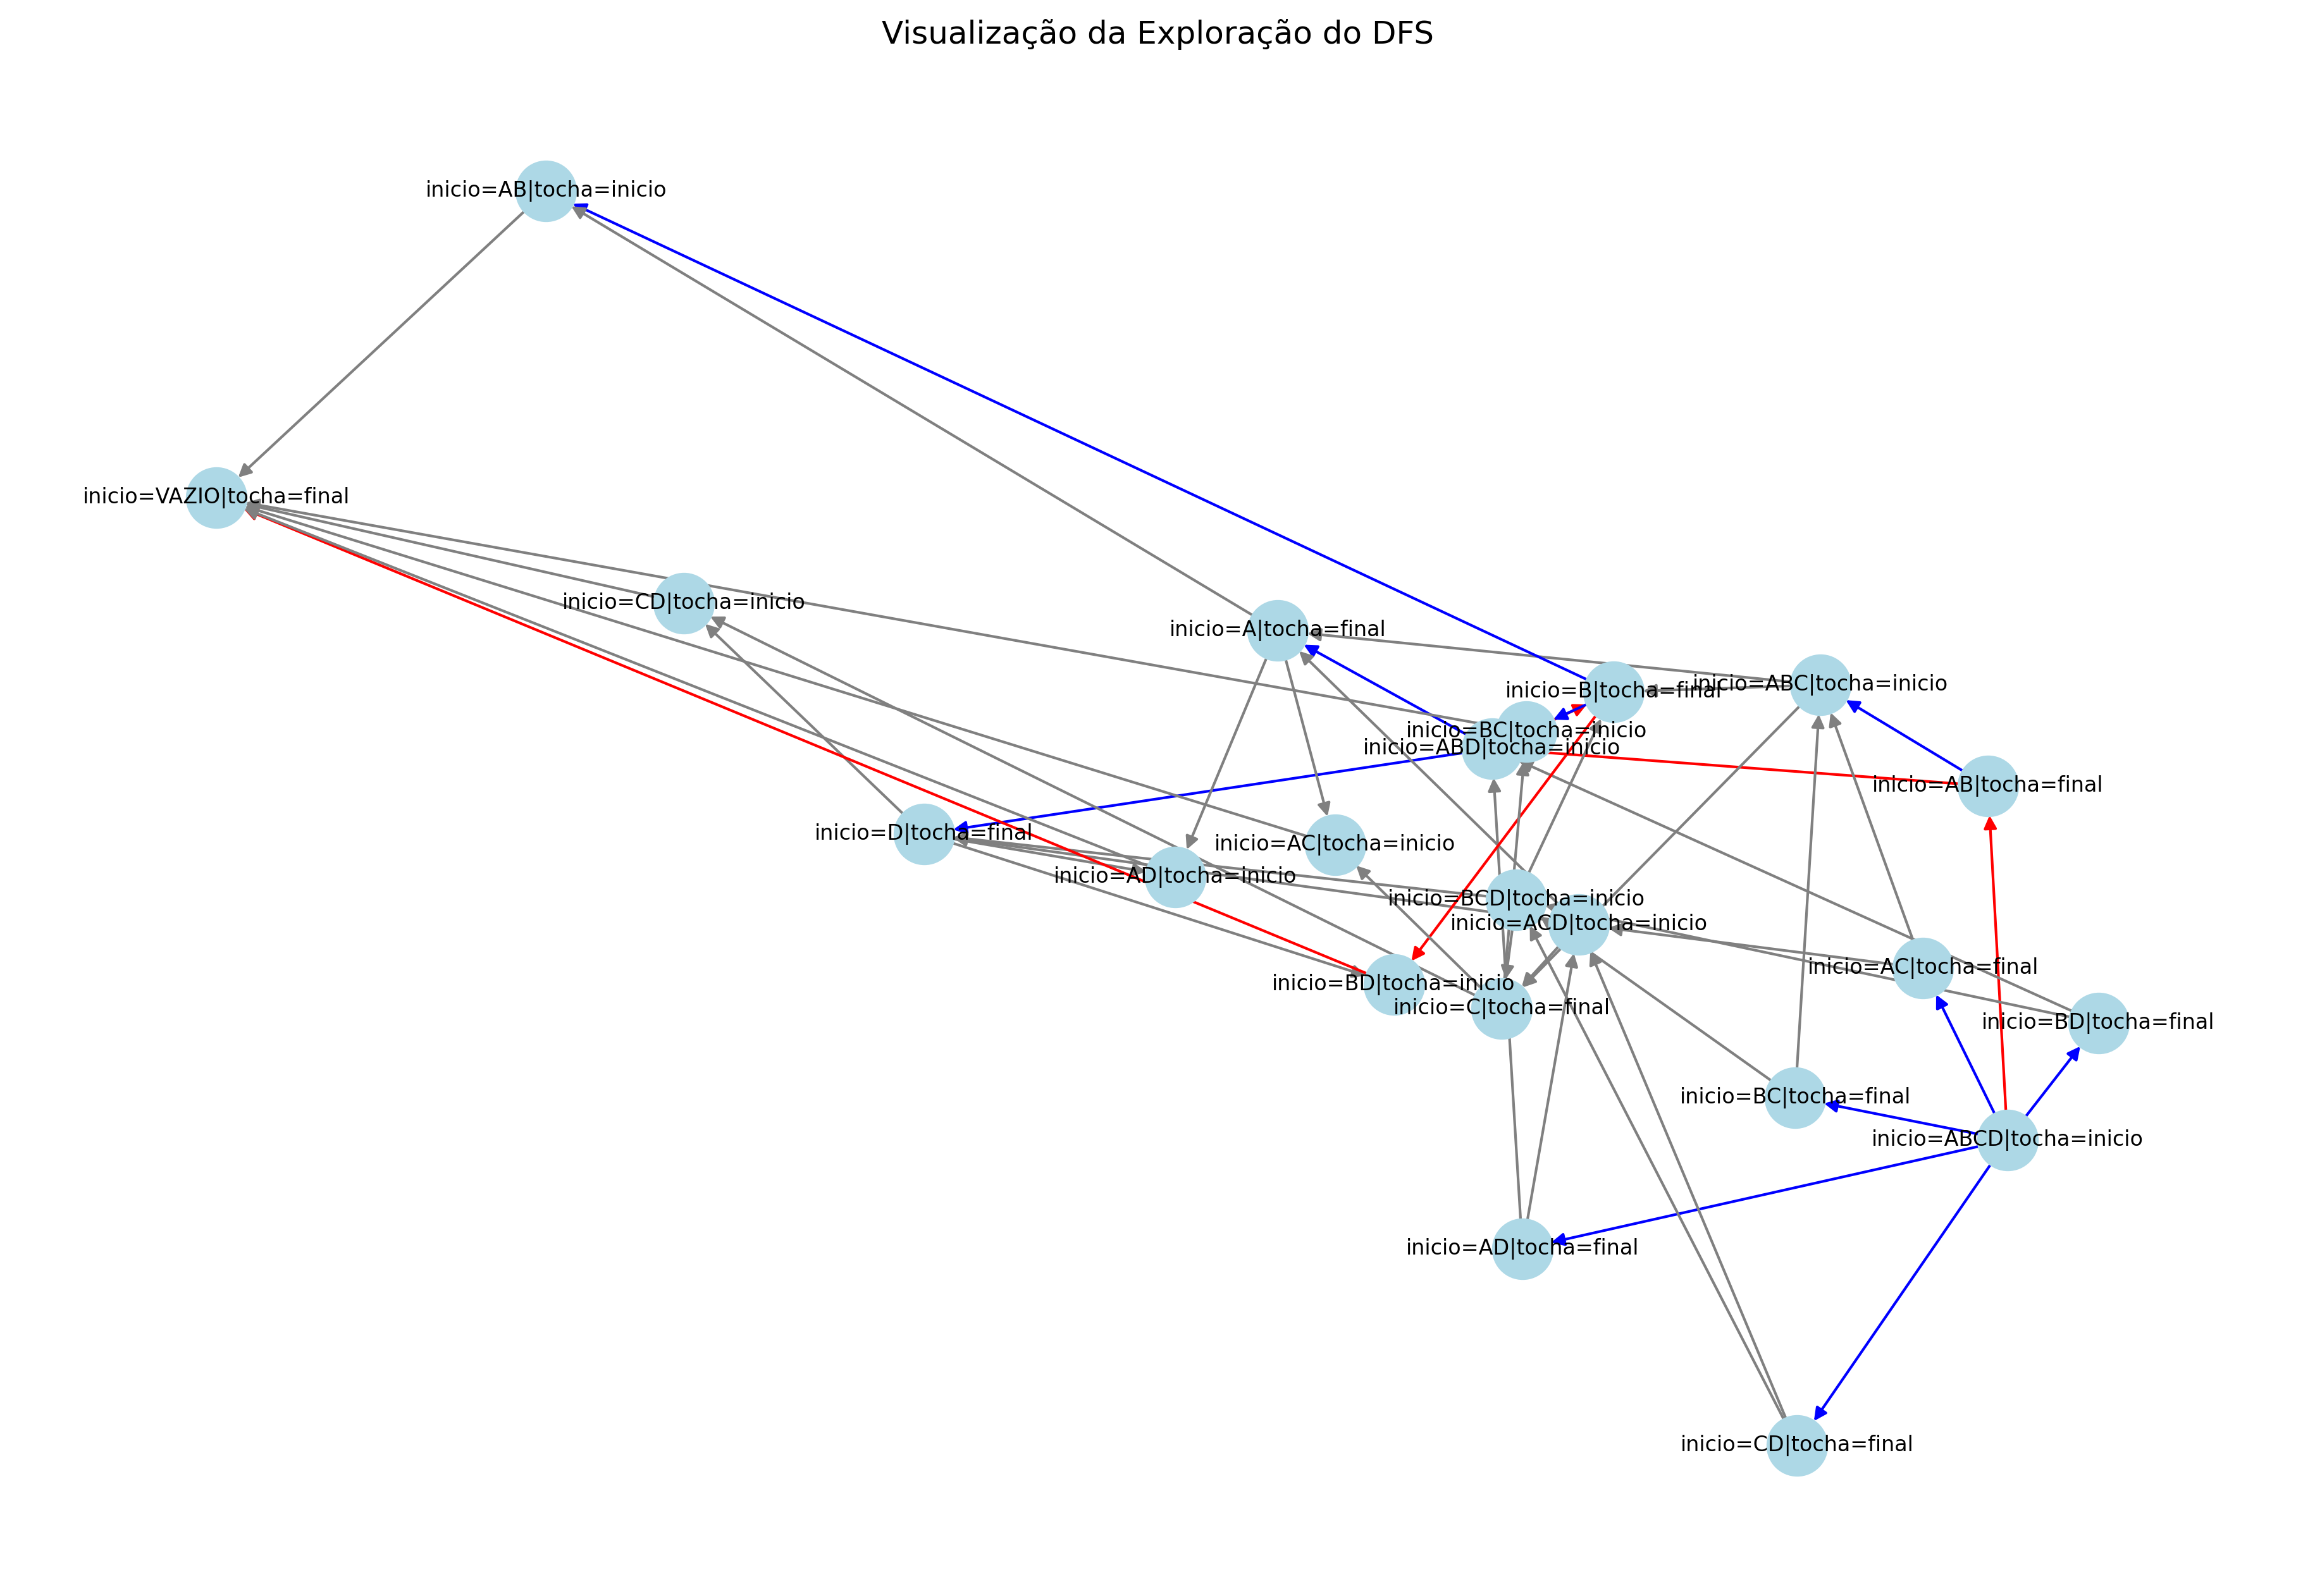 Visualização da Exploração do DFS
inicio=AB|tocha=inicio
inicio=VAZIO|tocha=final
inicio=CD|tocha=inicio
inicio=A|tocha=final
inicio=ABC|tocha=inicio
inicio=B|tocha=final
inicio=BC|tocha=inicio
inicio=ABD|tocha=inicio
inicio=AB|tocha=final
inicio=D|tocha=final
inicio=AC|tocha=inicio
inicio=AD|tocha=inicio
inicio=BCD|tocha=inicio
inicio=ACD|tocha=inicio
inicio=AC|tocha=final
inicio=BD|tocha=inicio
inicio=C|tocha=final
inicio=BD|tocha=final
inicio=BC|tocha=final
inicio=ABCD|tocha=inicio
inicio=AD|tocha=final
inicio=CD|tocha=final